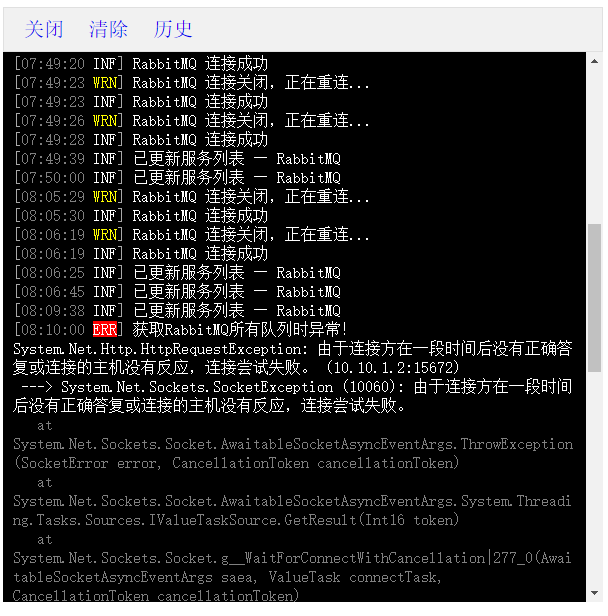 关闭 清除 历史
[07:49:20 INF] RabbitMQ 连接成功
[07:49:23 WRN] RabbitMQ 连接关闭，正在重连...
[07:49:23 INF] RabbitMQ 连接成功
[07:49:26 WRN] RabbitMQ 连接关闭，正在重连...
[07:49:28 INF] RabbitMQ 连接成功
[07:49:39 INF] 已更新服务列表 — RabbitMQ
[07:50:00 INF] 已更新服务列表 — RabbitMQ
[08:05:29 WRN] RabbitMQ 连接关闭，正在重连...
[08:05:30 INF] RabbitMQ 连接成功
[08:06:19 WRN] RabbitMQ 连接关闭，正在重连...
[08:06:19 INF] RabbitMQ 连接成功
[08:06:25 INF] 已更新服务列表 — RabbitMQ
[08:06:45 INF] 已更新服务列表 — RabbitMQ
[08:09:38 INF] 已更新服务列表 — RabbitMQ
[08:10:00 ERR] 获取RabbitMQ所有队列时异常!
System.Net.Http.HttpRequestException: 由于连接方在一段时间后没有正确答
复或连接的主机没有反应，连接尝试失败。 (10.10.1.2:15672)
---> System.Net.Sockets.SocketException (10060): 由于连接方在一段时间
后没有正确答复或连接的主机没有反应，连接尝试失败。
at
System.Net.Sockets.Socket.AwaitableSocketAsyncEventArgs.ThrowException
(SocketError error, CancellationToken cancellationToken)
at
System.Net.Sockets.Socket.AwaitableSocketAsyncEventArgs.System.Threadi
ng.Tasks.Sources.IValueTaskSource.GetResult(Int16 token)
at
System.Net.Sockets.Socket.g__WaitForConnectWithCancellation|277_0(Awai
tableSocketAsyncEventArgs saea, ValueTask connectTask,
CancellationToken cancellationToken)